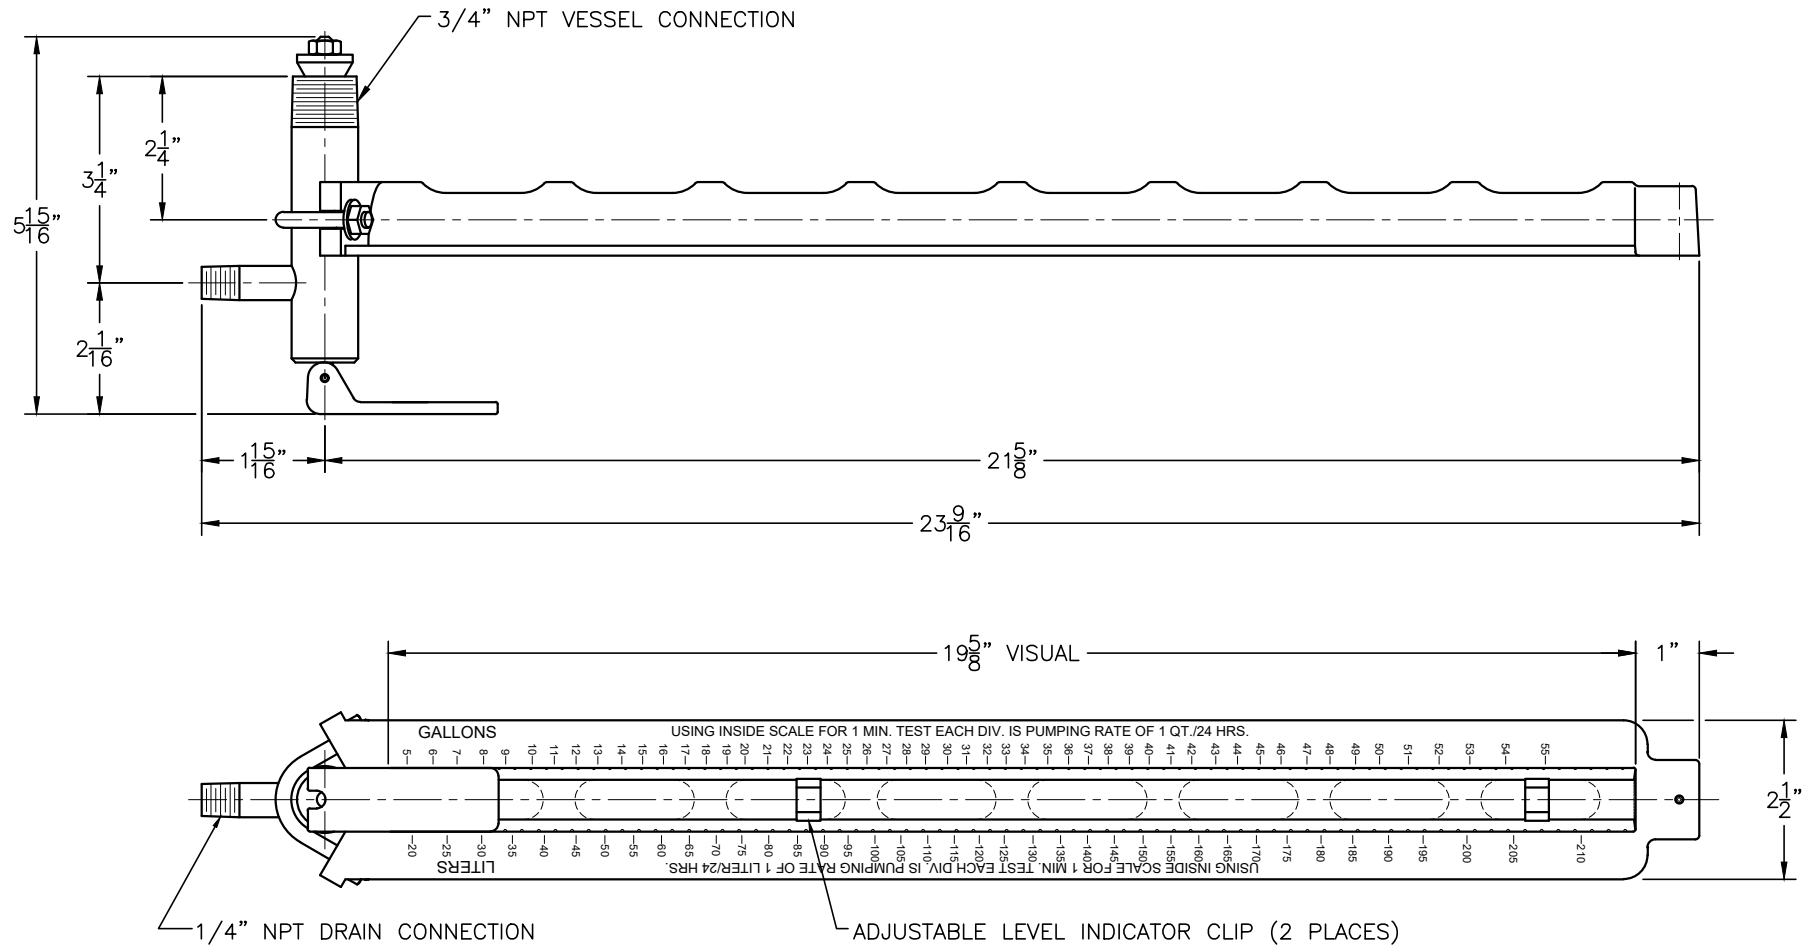 3/4" NPT VESSEL CONNECTION
2 1/4"
3 1/4"
5 15/16"
2 1/16"
1 15/16"
21 5/8"
23 9/16"
19 5/8" VISUAL
1"
GALLONS
USING INSIDE SCALE FOR 1 MIN. TEST EACH DIV. IS PUMPING RATE OF 1 QT./24 HRS.
5 6 7 8 9 10 11 12 13 14 15 16 17 18 19 20 21 22 23 24 25 26 27 28 29 30 31 32 33 34 35 36 37 38 39 40 41 42 43 44 45 46 47 48 49 50 51 52 53 54 55
2 1/2"
20 25 30 35 40 45 50 55 60 65 70 75 80 85 90 95 100 105 110 115 120 125 130 135 140 145 150 155 160 165 170 175 180 185 190 195 200 205 210
LITERS
USING INSIDE SCALE FOR 1 MIN. TEST EACH DIV. IS PUMPING RATE OF 1 LITER/24 HRS.
1/4" NPT DRAIN CONNECTION
ADJUSTABLE LEVEL INDICATOR CLIP (2 PLACES)